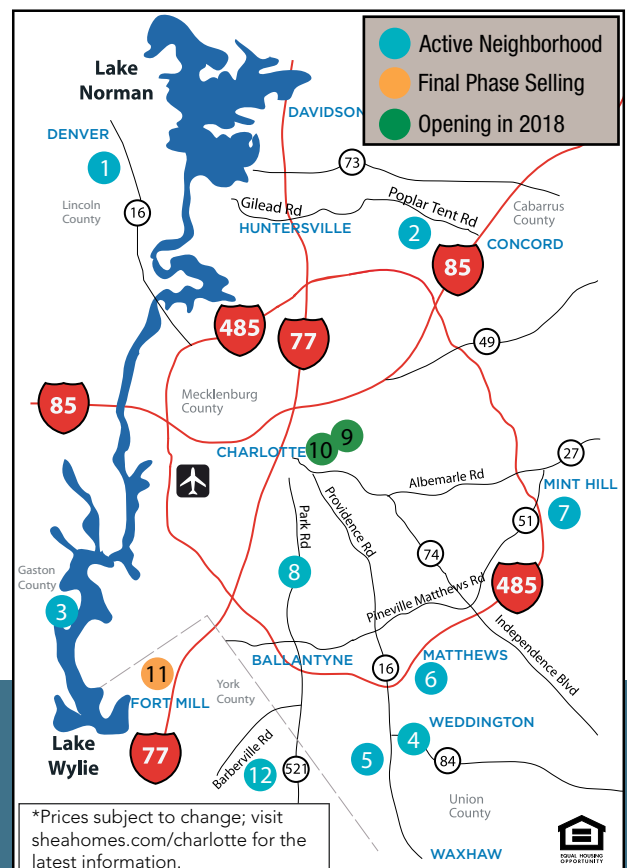 Active Neighborhood
Final Phase Selling
Opening in 2018
Lake
Norman
DAVIDSON
DENVER
1
73
Lincoln
County
16
Gilead Rd
Poplar Tent Rd
Cabarrus
County
HUNTERSVILLE
2
CONCORD
85
485
77
49
Mecklenburg
County
85
CHARLOTTE
10
9
27
Albemarle Rd
MINT HILL
7
Park Rd
Providence Rd
51
74
8
Gaston
County
3
Pineville Matthews Rd
485
Independence Blvd
BALLANTYNE
16
MATTHEWS
6
11
FORT MILL
York
County
WEDDINGTON
4
Lake
Wylie
77
Barberville Rd
12
521
5
84
Union
County
WAXHAW
*Prices subject to change; visit
sheahomes.com/charlotte for the
latest information.
EQUAL HOUSING
OPPORTUNITY